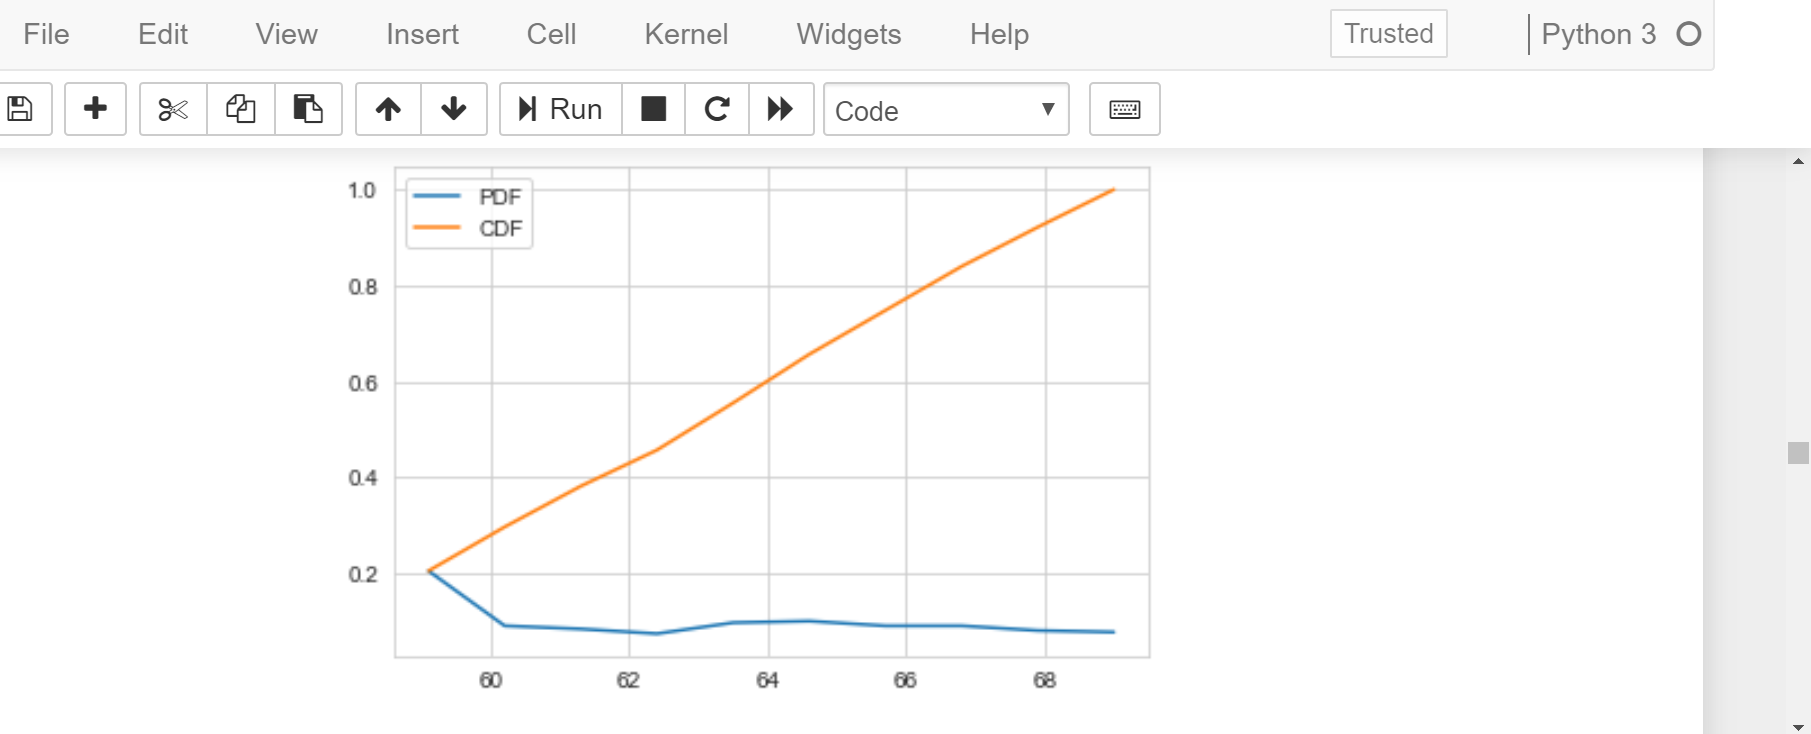 File Edit View Insert Cell Kernel Widgets Help Trusted Python 3
Run Code
1.0
0.8
0.6
0.4
0.2
PDF
CDF
60 62 64 66 68